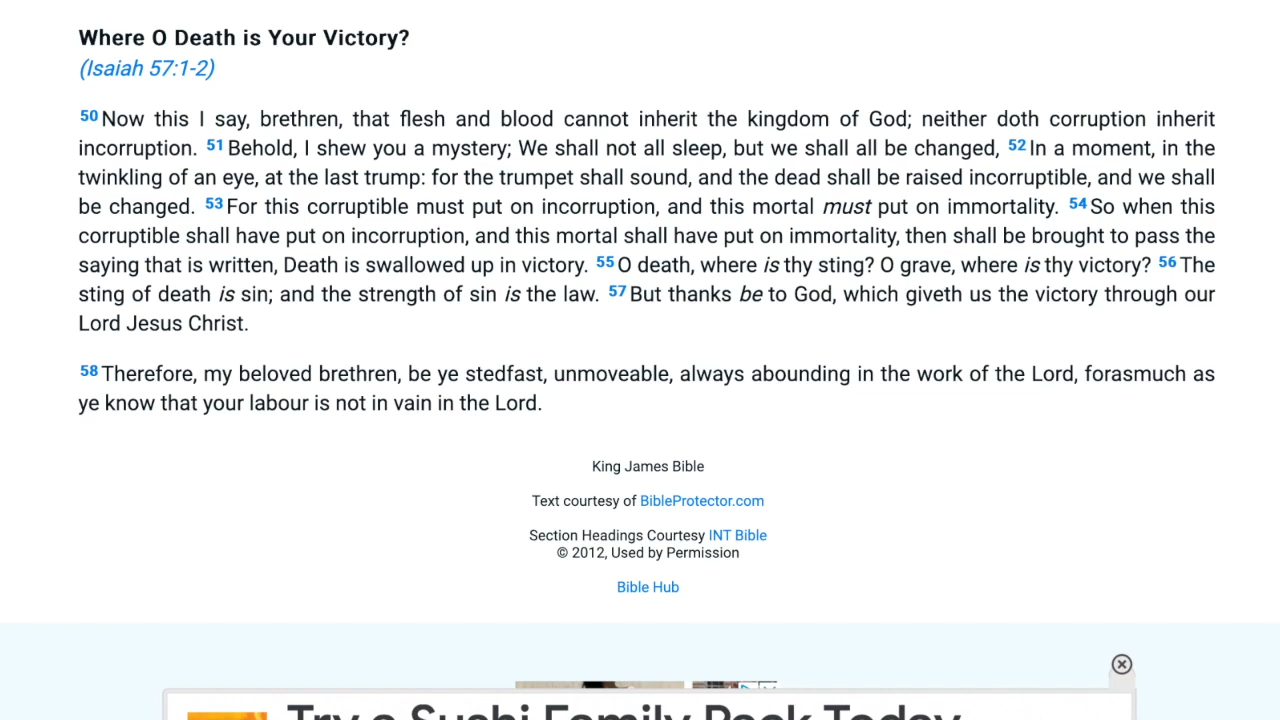 Where O Death is Your Victory?
(Isaiah 57:1-2)
50 Now this I say, brethren, that flesh and blood cannot inherit the kingdom of God; neither doth corruption inherit
incorruption. 51 Behold, I shew you a mystery; We shall not all sleep, but we shall all be changed, 52 In a moment, in the
twinkling of an eye, at the last trump: for the trumpet shall sound, and the dead shall be raised incorruptible, and we shall
be changed. 53 For this corruptible must put on incorruption, and this mortal must put on immortality. 54 So when this
corruptible shall have put on incorruption, and this mortal shall have put on immortality, then shall be brought to pass the
saying that is written, Death is swallowed up in victory. 55 O death, where is thy sting? O grave, where is thy victory? 56 The
sting of death is sin; and the strength of sin is the law. 57 But thanks be to God, which giveth us the victory through our
Lord Jesus Christ.
58 Therefore, my beloved brethren, be ye stedfast, unmoveable, always abounding in the work of the Lord, forasmuch as
ye know that your labour is not in vain in the Lord.
King James Bible
Text courtesy of BibleProtector.com
Section Headings Courtesy INT Bible
© 2012, Used by Permission
Bible Hub
Try a Sushi Family Pack Today